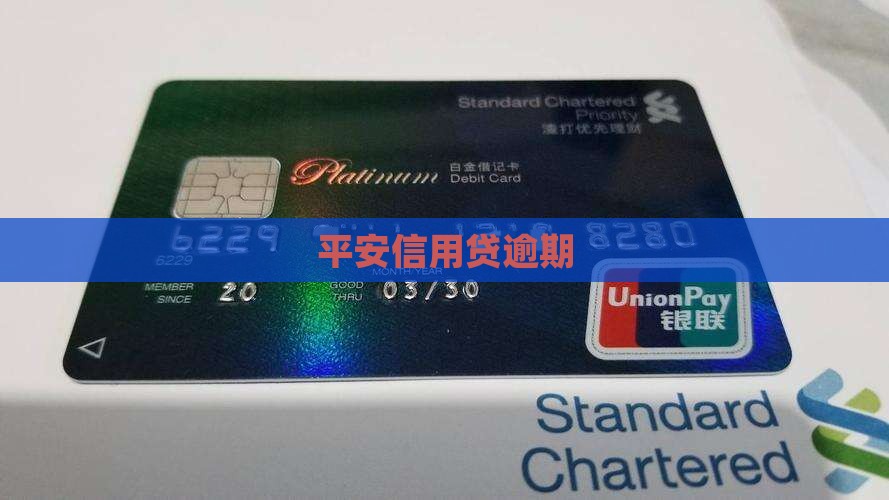 Standard Chartered
Priority
渣打优先理财
Platinum
白金借记卡
Debit Card
平安信用贷逾期
6229
8280
6229
MONTH/YEAR
MEMBER
SINCE
20
GOOD
THRU
03/30
UnionPay
银联
Standard
Chartered